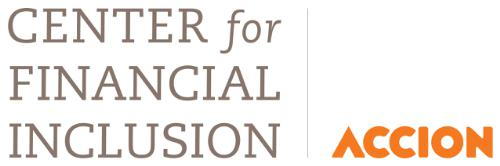 CENTER for
FINANCIAL
INCLUSION
ACCION